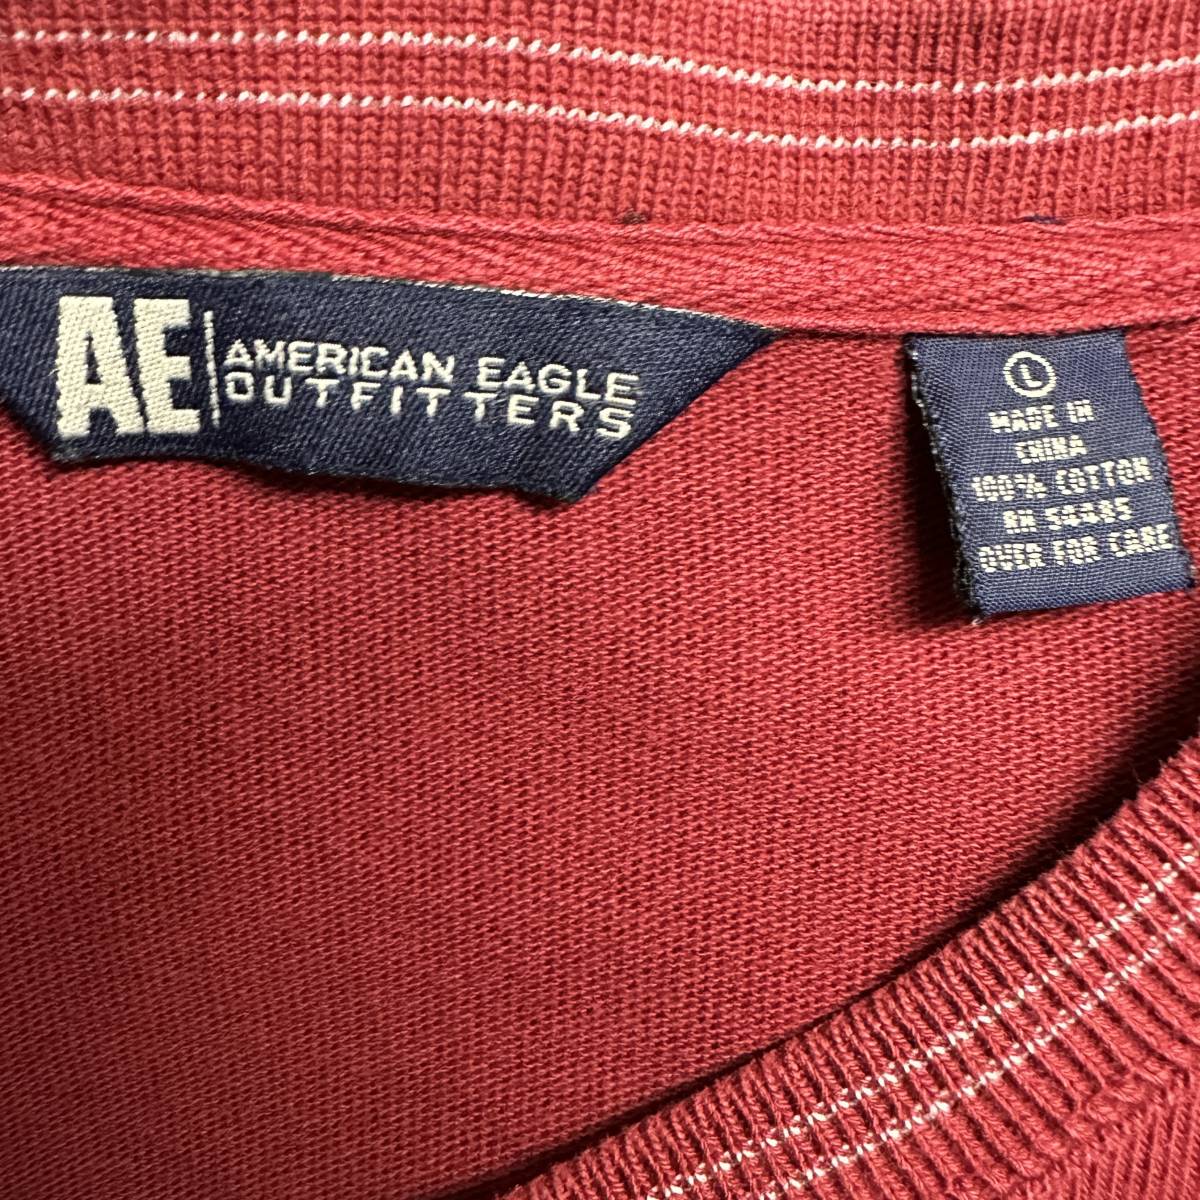 AE
AMERICAN EAGLE
OUTFITTERS
L
MADE IN
CHINA
100% COTTON
RN 54485
OVER FOR CARE